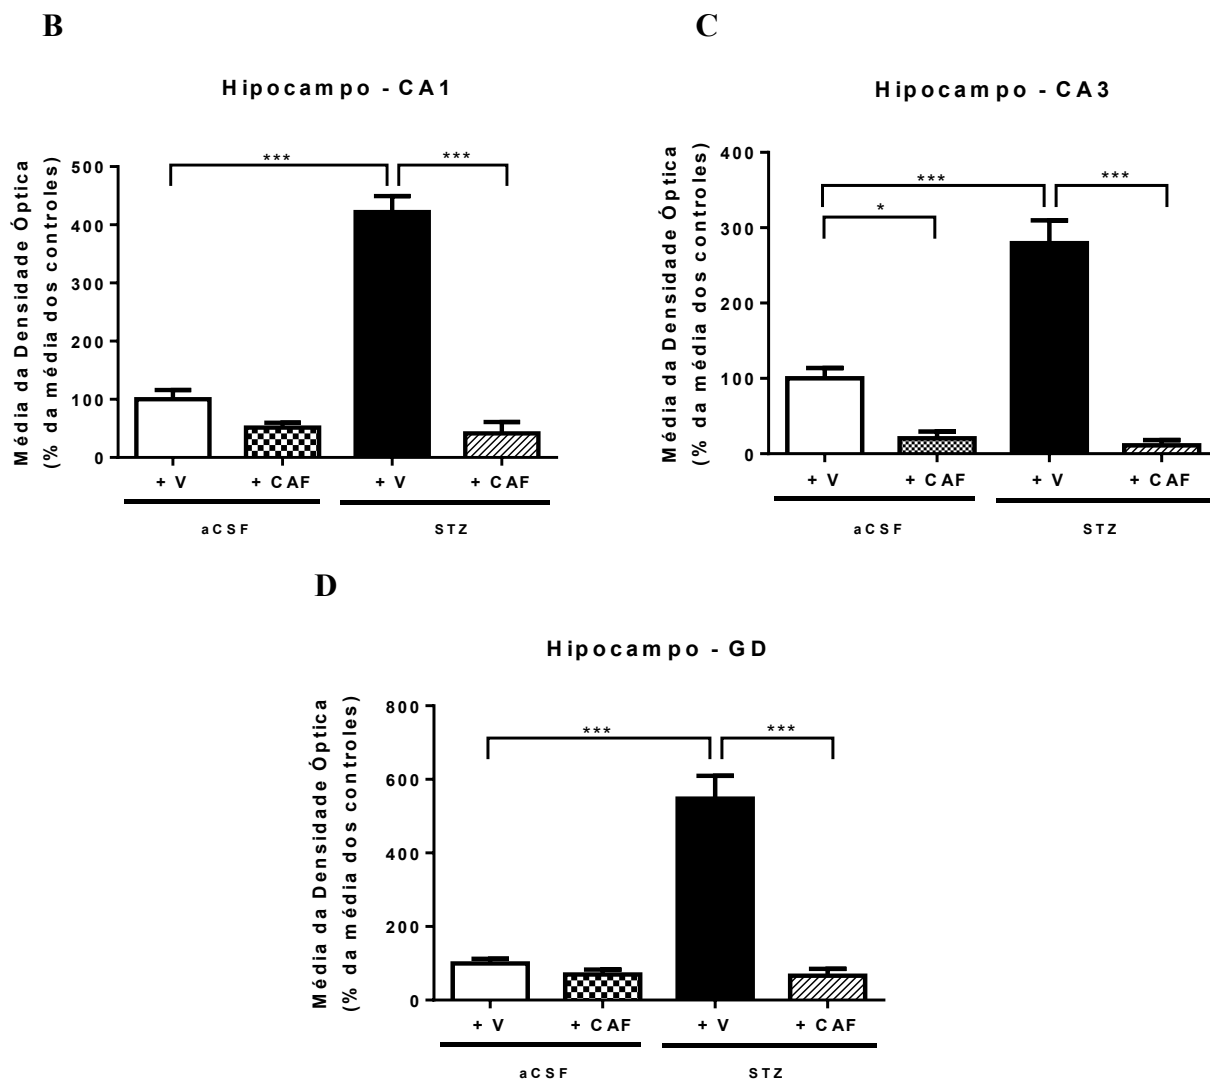 B
Hipocampo - CA1
Média da Densidade Óptica
(% da média dos controles)
500
400
300
200
100
0
***
***
+ V
+ CAF
+ V
+ CAF
aCSF
STZ
C
Hipocampo - CA3
Média da Densidade Óptica
(% da média dos controles)
400
300
200
100
0
***
***
*
+ V
+ CAF
+ V
+ CAF
aCSF
STZ
D
Hipocampo - GD
Média da Densidade Óptica
(% da média dos controles)
800
600
400
200
0
***
***
+ V
+ CAF
+ V
+ CAF
aCSF
STZ